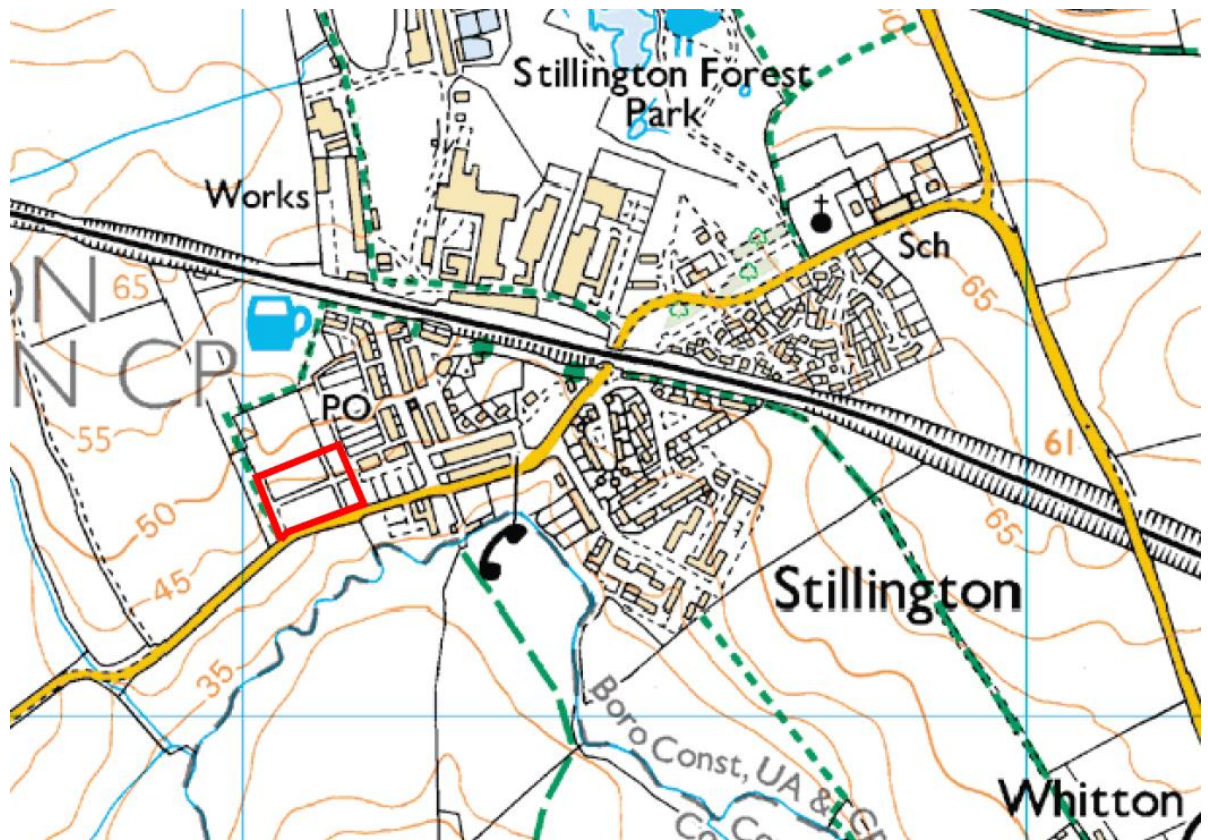 Stillington Forest
Park
Works
Sch
ON
65
N CP
65
PO
55
61
50
65
45
Stillington
35
Boro Const, UA & CP
Whitton